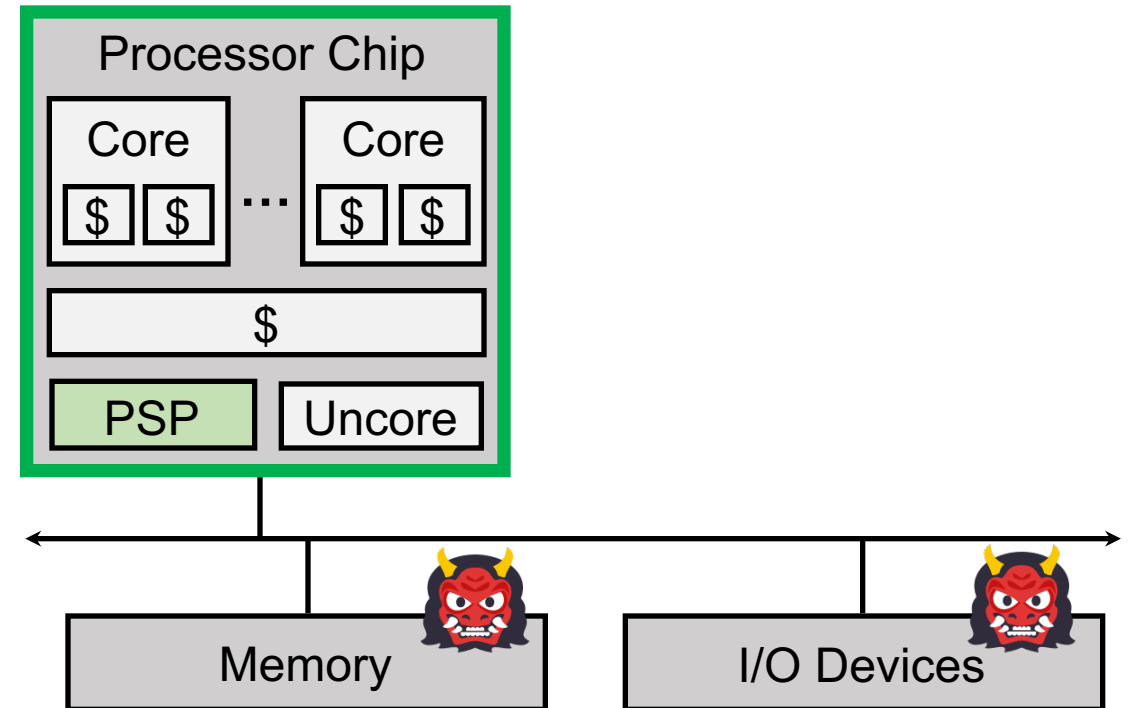 Processor Chip
Core Core
$ $ ... $ $
$
PSP Uncore
Memory I/O Devices